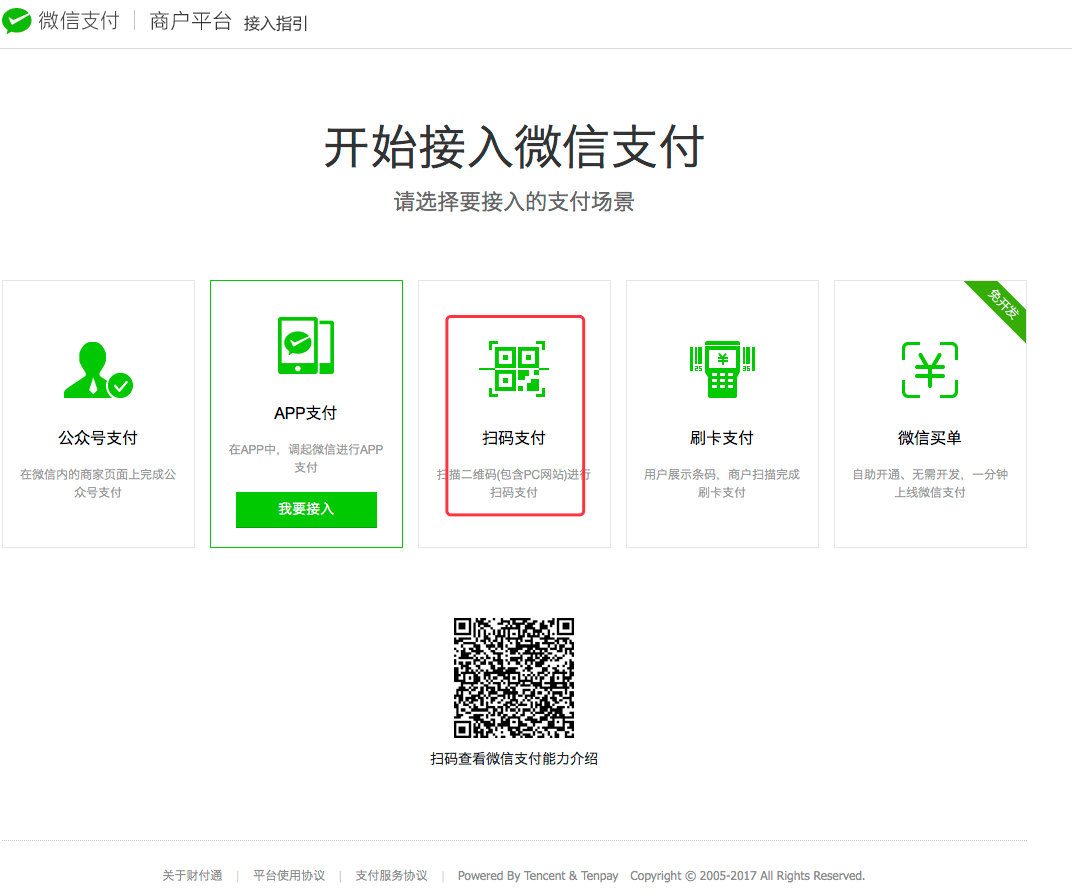 微信支付 商户平台 接入指引
开始接入微信支付
请选择要接入的支付场景
公众号支付
在微信内的商家页面上完成公
众号支付
APP支付
在APP中，调起微信进行APP
支付
我要接入
扫码支付
扫描二维码(包含PC网站)进行
扫码支付
25
¥
35
刷卡支付
用户展示条码，商户扫描完成
刷卡支付
免开发
¥
微信买单
自助开通、无需开发，一分钟
上线微信支付
扫码查看微信支付能力介绍
关于财付通 | 平台使用协议 | 支付服务协议 | Powered By Tencent & Tenpay Copyright © 2005-2017 All Rights Reserved.